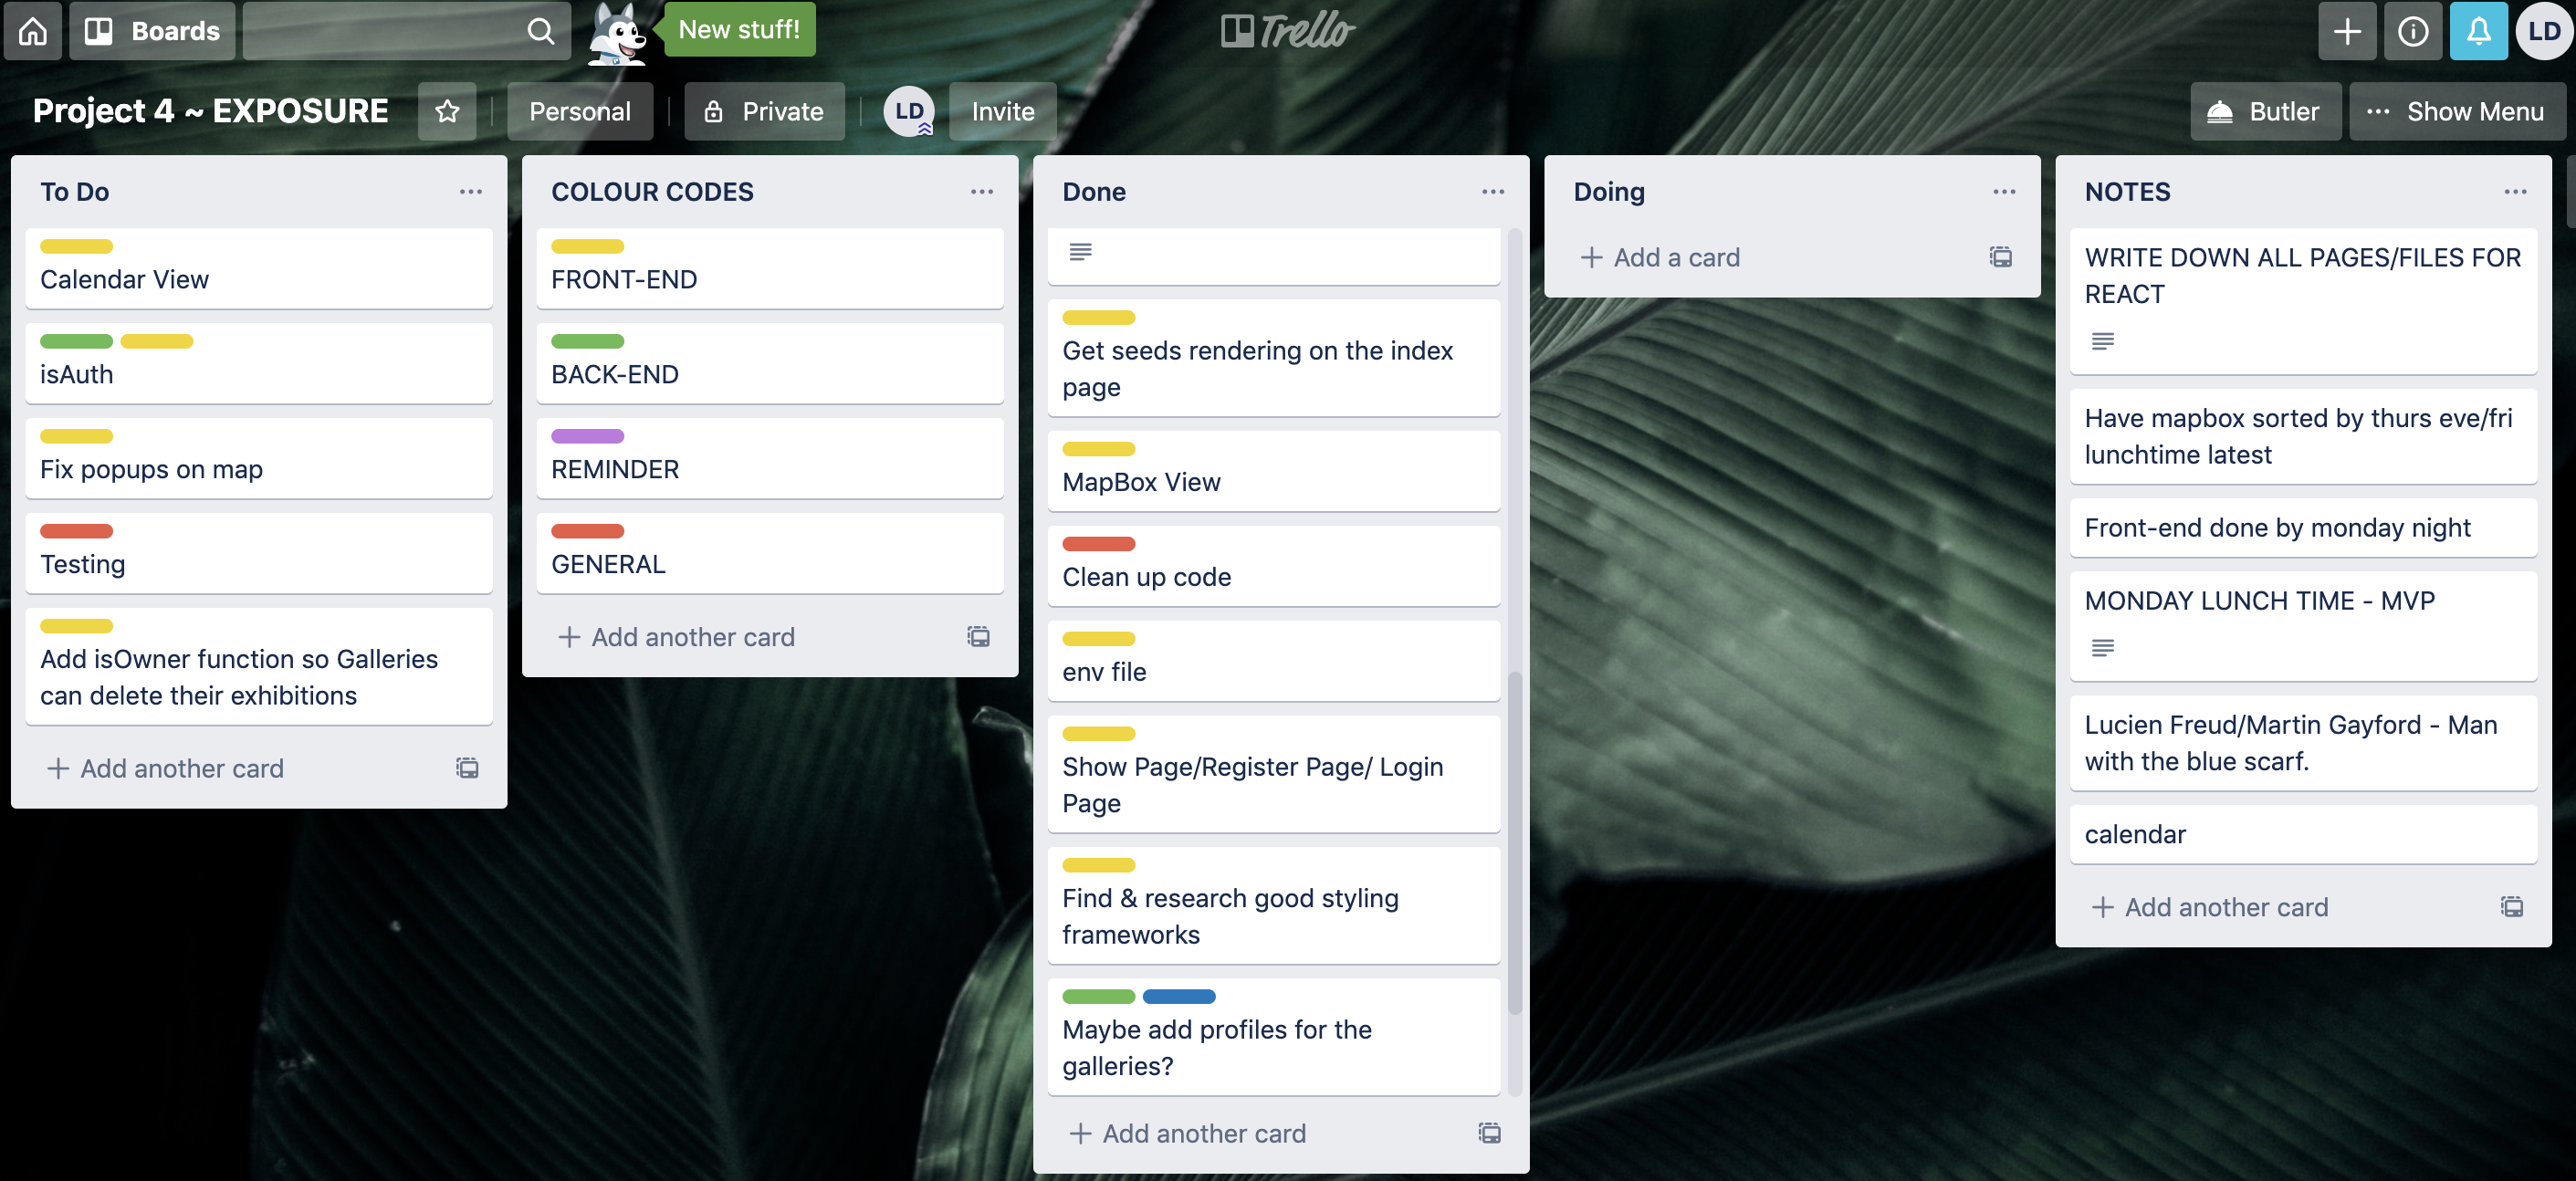 Boards
New stuff!
Trello
LD
Project 4 ~ EXPOSURE
Personal
Private
LD
Invite
Butler
Show Menu
To Do
Calendar View
isAuth
Fix popups on map
Testing
Add isOwner function so Galleries
can delete their exhibitions
Add another card
COLOUR CODES
FRONT-END
BACK-END
REMINDER
GENERAL
Add another card
Done
Get seeds rendering on the index
page
MapBox View
Clean up code
env file
Show Page/Register Page/ Login
Page
Find & research good styling
frameworks
Maybe add profiles for the
galleries?
Add another card
Doing
Add a card
NOTES
WRITE DOWN ALL PAGES/FILES FOR
REACT
Have mapbox sorted by thurs eve/fri
lunchtime latest
Front-end done by monday night
MONDAY LUNCH TIME - MVP
Lucien Freud/Martin Gayford - Man
with the blue scarf.
calendar
Add another card